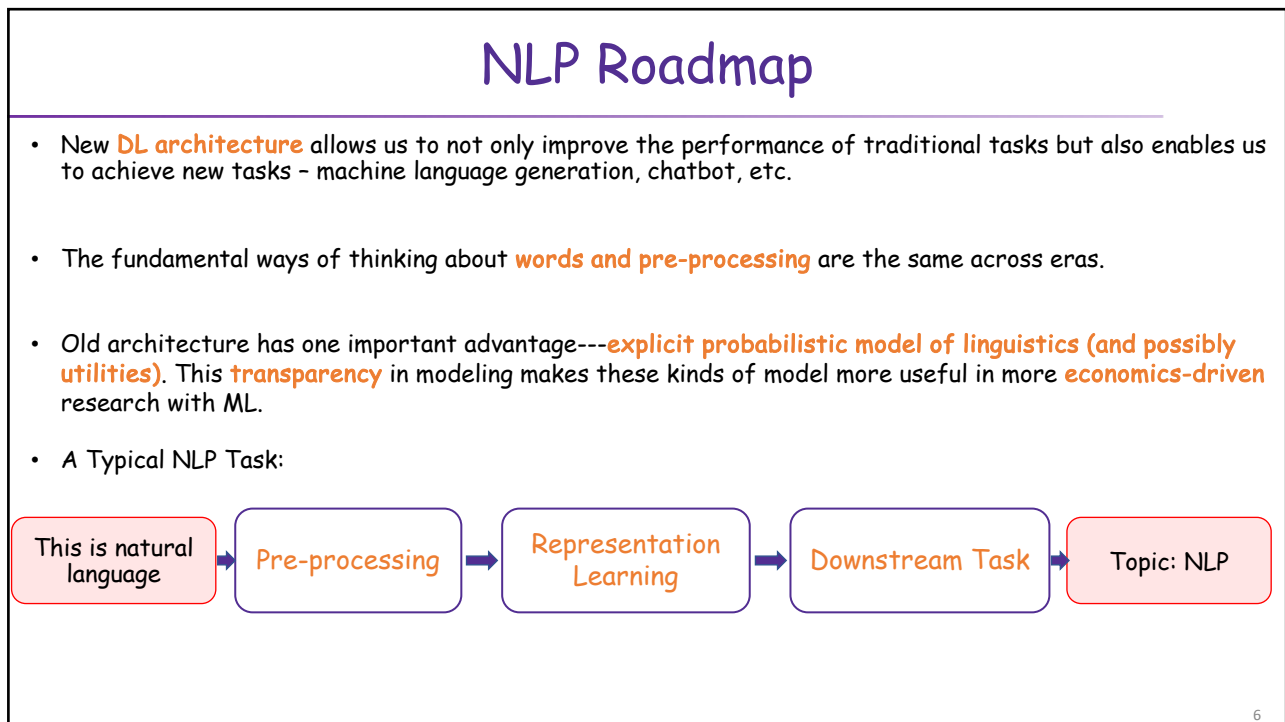 NLP Roadmap
• New DL architecture allows us to not only improve the performance of traditional tasks but also enables us
to achieve new tasks – machine language generation, chatbot, etc.
• The fundamental ways of thinking about words and pre-processing are the same across eras.
• Old architecture has one important advantage---explicit probabilistic model of linguistics (and possibly
utilities). This transparency in modeling makes these kinds of model more useful in more economics-driven
research with ML.
• A Typical NLP Task:
This is natural
language
Pre-processing
Representation
Learning
Downstream Task
Topic: NLP
6